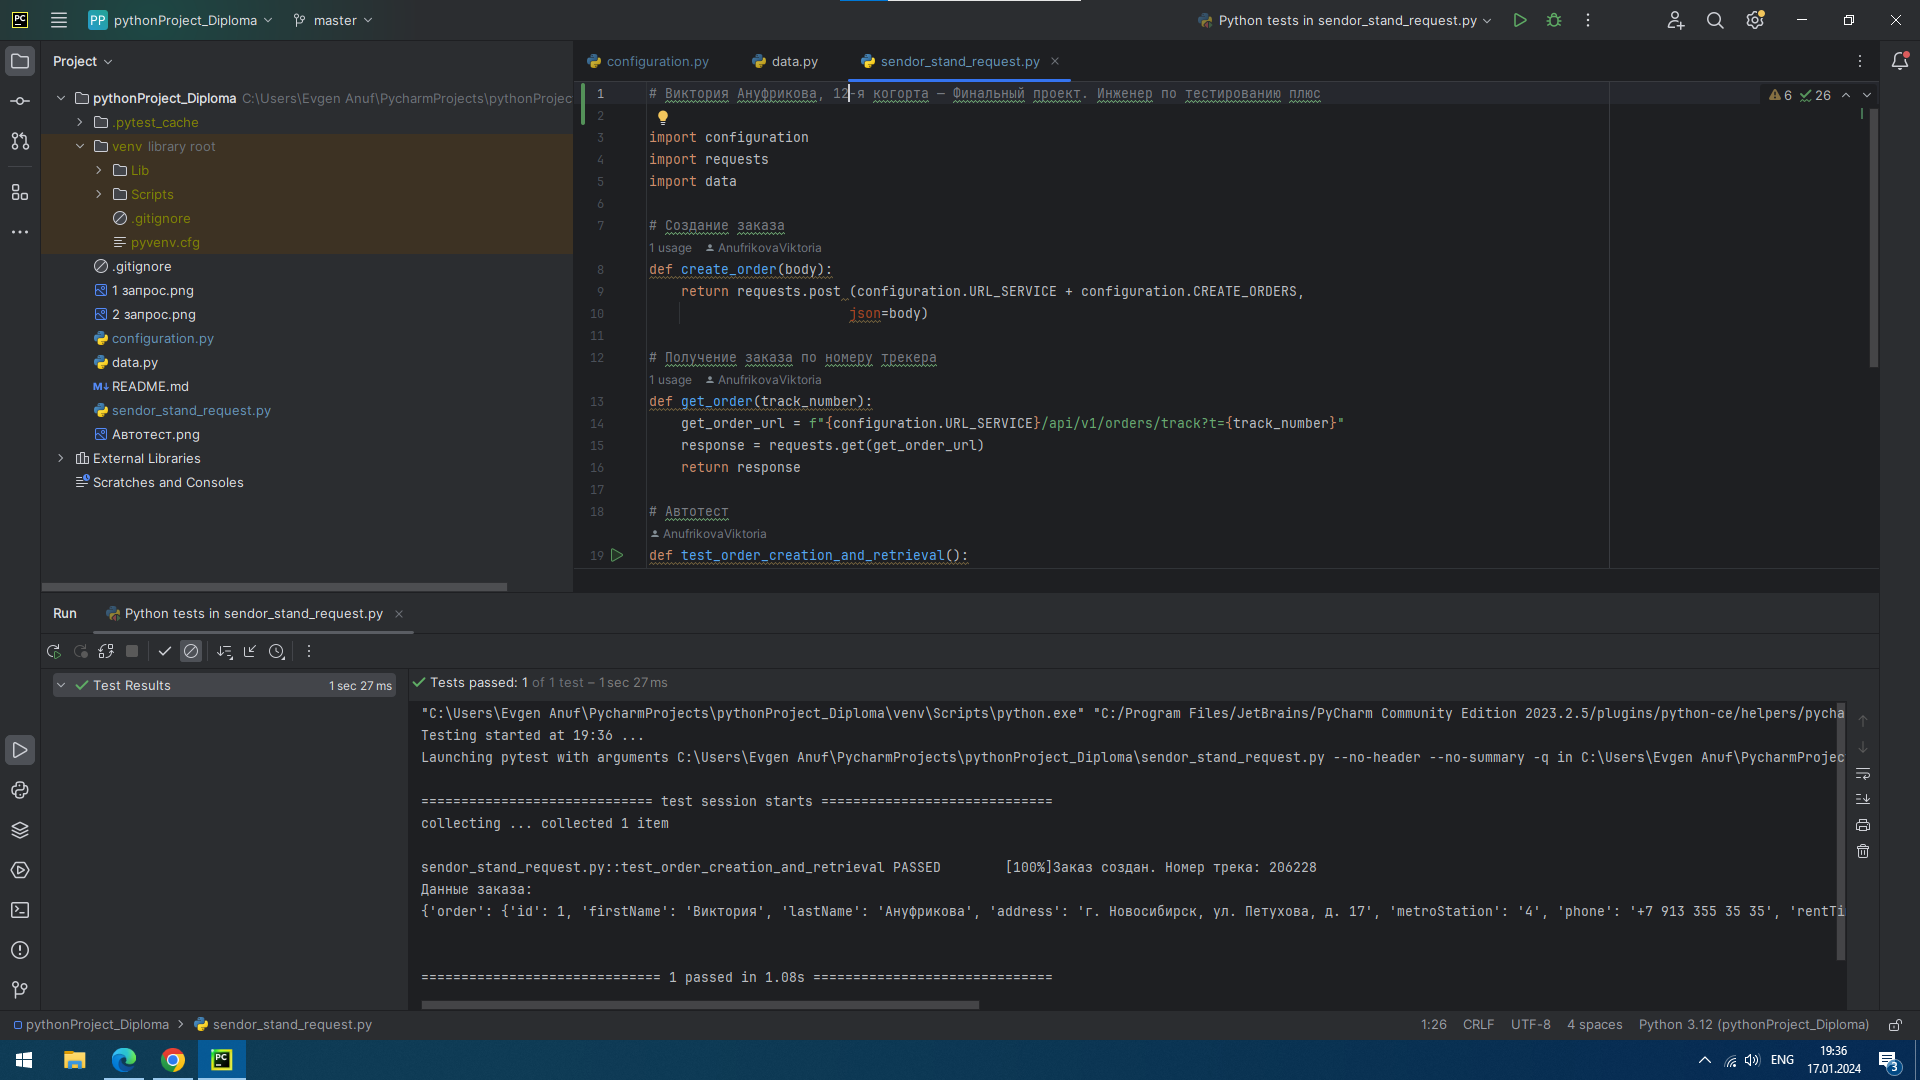 PC
PP pythonProject_Diploma master
Python tests in sendor_stand_request.py
Project
pythonProject_Diploma C:\Users\Evgen Anuf\PycharmProjects\pythonProjec
.pytest_cache
venv library root
Lib
Scripts
.gitignore
pyvenv.cfg
.gitignore
1 запрос.png
2 запрос.png
configuration.py
data.py
README.md
sendor_stand_request.py
Автотест.png
External Libraries
Scratches and Consoles
configuration.py data.py sendor_stand_request.py
6 26
1 # Виктория Ануфрикова, 12-я когорта — Финальный проект. Инженер по тестированию плюс
2
3 import configuration
4 import requests
5 import data
6
7 # Создание заказа
1 usage AnufrikovaViktoria
8 def create_order(body):
9 return requests.post (configuration.URL_SERVICE + configuration.CREATE_ORDERS,
10 json=body)
11
12 # Получение заказа по номеру трекера
1 usage AnufrikovaViktoria
13 def get_order(track_number):
14 get_order_url = f"{configuration.URL_SERVICE}/api/v1/orders/track?t={track_number}"
15 response = requests.get(get_order_url)
16 return response
17
18 # Автотест
AnufrikovaViktoria
19 def test_order_creation_and_retrieval():
Run Python tests in sendor_stand_request.py
Test Results 1 sec 27 ms
Tests passed: 1 of 1 test – 1 sec 27 ms
"C:\Users\Evgen Anuf\PycharmProjects\pythonProject_Diploma\venv\Scripts\python.exe" "C:/Program Files/JetBrains/PyCharm Community Edition 2023.2.5/plugins/python-ce/helpers/pycha
Testing started at 19:36 ...
Launching pytest with arguments C:\Users\Evgen Anuf\PycharmProjects\pythonProject_Diploma\sendor_stand_request.py --no-header --no-summary -q in C:\Users\Evgen Anuf\PycharmProjec
============================= test session starts =============================
collecting ... collected 1 item
sendor_stand_request.py::test_order_creation_and_retrieval PASSED [100%]Заказ создан. Номер трека: 206228
Данные заказа:
{'order': {'id': 1, 'firstName': 'Виктория', 'lastName': 'Ануфрикова', 'address': 'г. Новосибирск, ул. Петухова, д. 17', 'metroStation': '4', 'phone': '+7 913 355 35 35', 'rentTi
============================== 1 passed in 1.08s ==============================
pythonProject_Diploma sendor_stand_request.py
1:26 CRLF UTF-8 4 spaces Python 3.12 (pythonProject_Diploma)
PC
ENG
19:36
17.01.2024
3